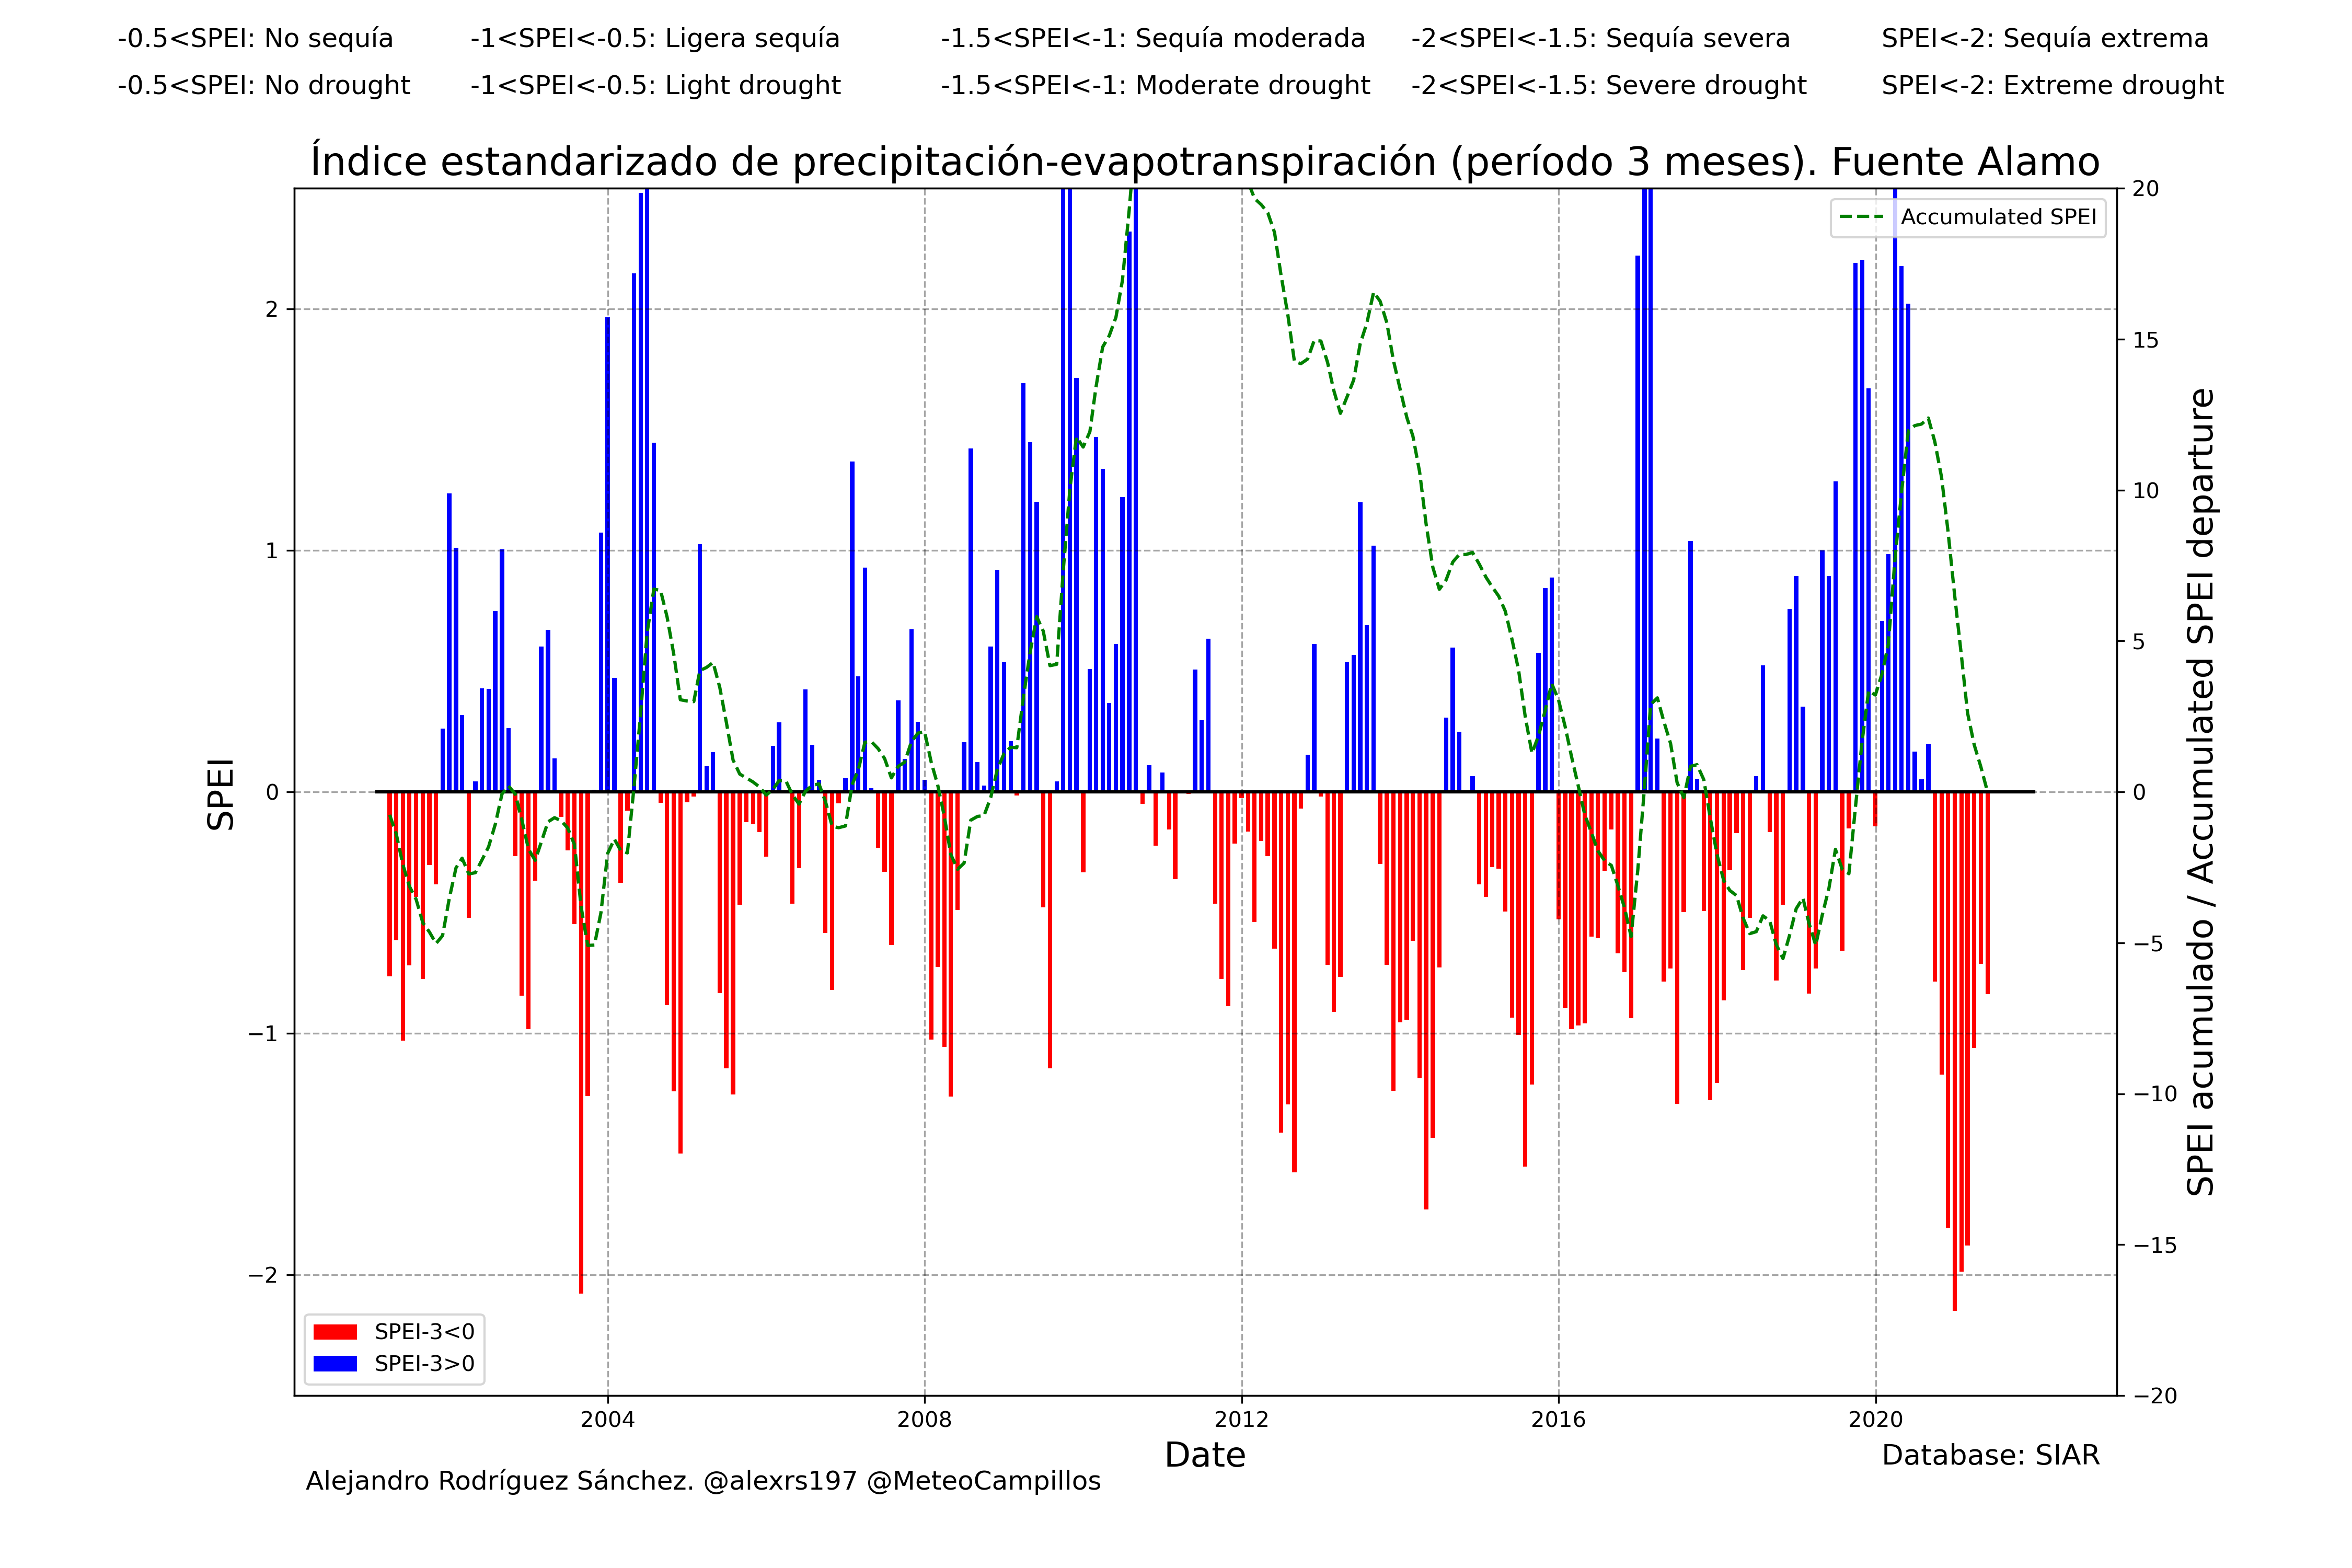 -0.5<SPEI: No sequía -1<SPEI<-0.5: Ligera sequía -1.5<SPEI<-1: Sequía moderada -2<SPEI<-1.5: Sequía severa SPEI<-2: Sequía extrema
-0.5<SPEI: No drought -1<SPEI<-0.5: Light drought -1.5<SPEI<-1: Moderate drought -2<SPEI<-1.5: Severe drought SPEI<-2: Extreme drought
Índice estandarizado de precipitación-evapotranspiración (período 3 meses). Fuente Alamo
Accumulated SPEI
SPEI
2
1
0
−1
−2
20
15
10
5
0
−5
−10
−15
−20
SPEI acumulado / Accumulated SPEI departure
SPEI-3<0
SPEI-3>0
2004 2008 2012 2016 2020
Date
Database: SIAR
Alejandro Rodríguez Sánchez. @alexrs197 @MeteoCampillos